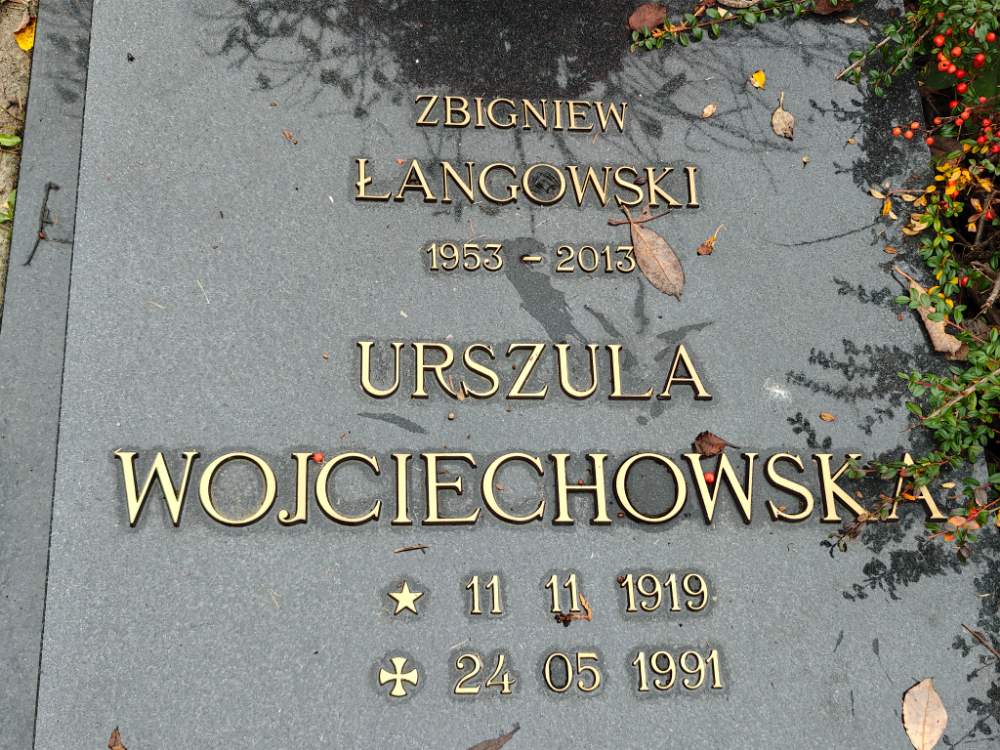 ZBIGNIEW
ŁANGOWSKI
1953 - 2013
URSZULA
WOJCIECHOWSKA
★ 11 11 1919
✠ 24 05 1991